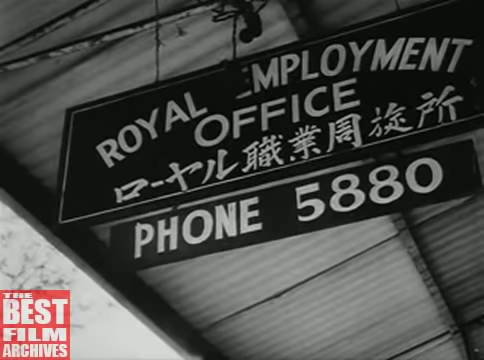 ROYAL EMPLOYMENT
OFFICE
ローヤル職業周旋所
PHONE 5880
THE
BEST
FILM
ARCHIVES